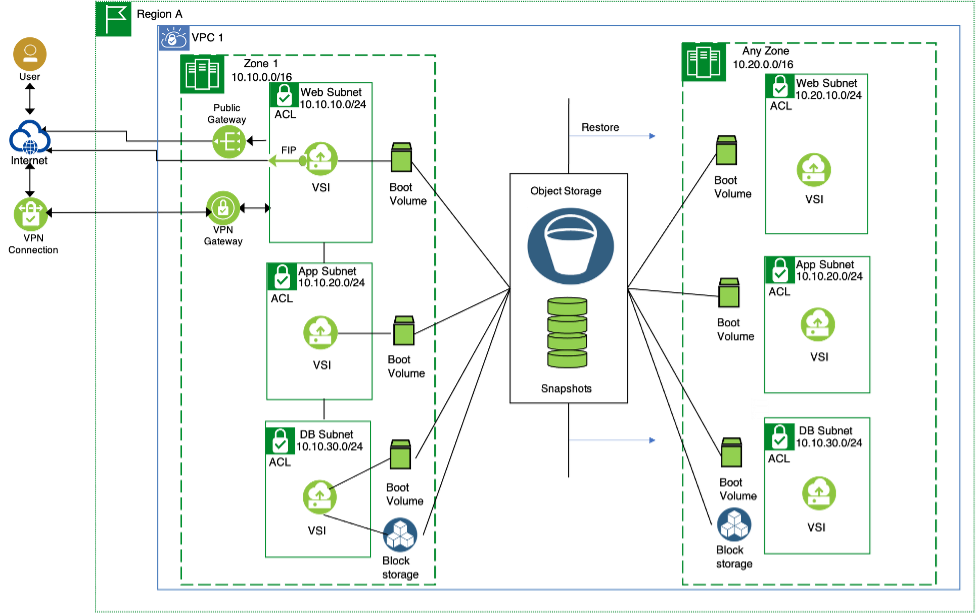 Region A
VPC 1
User
Internet
VPN
Connection
Zone 1
10.10.0.0/16
Public
Gateway
VPN
Gateway
Web Subnet
10.10.10.0/24
ACL
FIP
VSI
Boot
Volume
App Subnet
10.10.20.0/24
ACL
VSI
Boot
Volume
DB Subnet
10.10.30.0/24
ACL
VSI
Boot
Volume
Block
storage
Restore
Object Storage
Snapshots
Any Zone
10.20.0.0/16
Web Subnet
10.20.10.0/24
ACL
VSI
Boot
Volume
App Subnet
10.10.20.0/24
ACL
VSI
Boot
Volume
DB Subnet
10.10.30.0/24
ACL
VSI
Boot
Volume
Block
storage